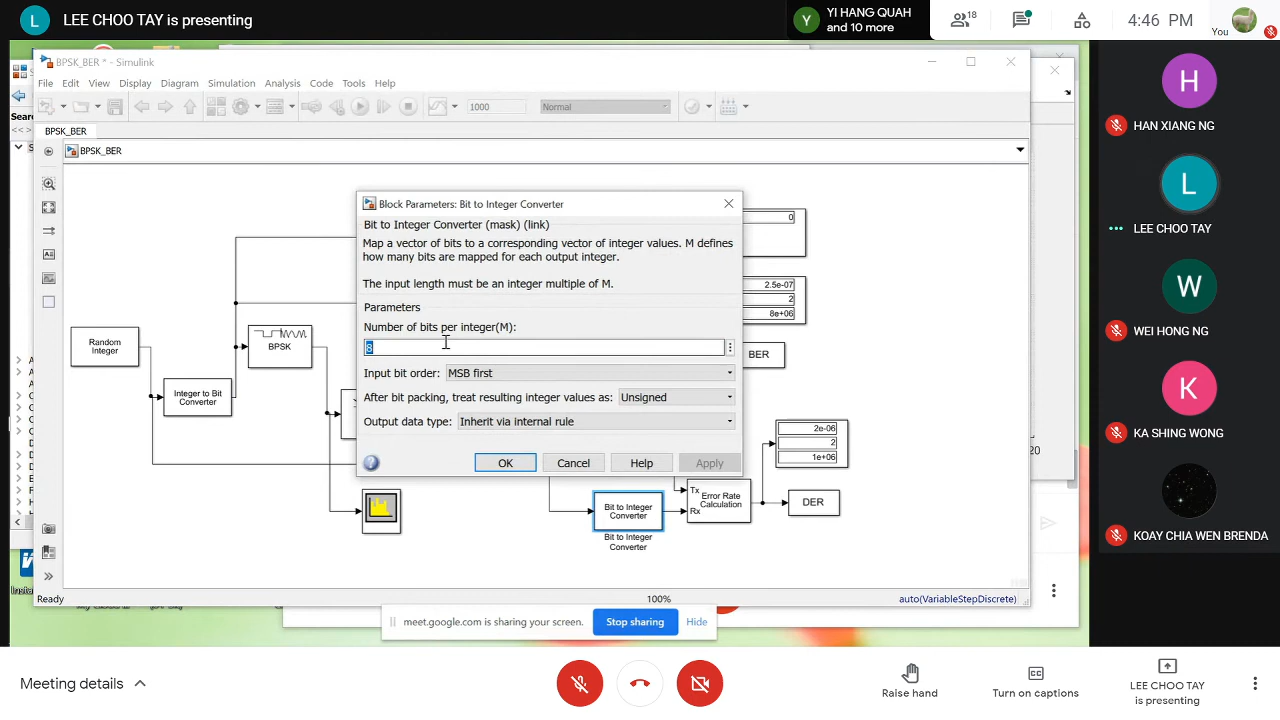 L
LEE CHOO TAY is presenting
Y
YI HANG QUAH
and 10 more
18
4:46 PM
You
BPSK_BER * - Simulink
File Edit View Display Diagram Simulation Analysis Code Tools Help
1000
Normal
Sear
BPSK_BER
BPSK_BER
Block Parameters: Bit to Integer Converter
Bit to Integer Converter (mask) (link)
Map a vector of bits to a corresponding vector of integer values. M defines
how many bits are mapped for each output integer.
The input length must be an integer multiple of M.
Parameters
Number of bits per integer(M):
8
Input bit order: MSB first
After bit packing, treat resulting integer values as: Unsigned
Output data type: Inherit via internal rule
OK Cancel Help Apply
Random
Integer
Integer to Bit
Converter
BPSK
0
2.5e-07
2
8e+06
BER
2e-06
2
1e+06
20
Tx
Rx
Error Rate
Calculation
DER
Bit to Integer
Converter
Bit to Integer
Converter
Ready
100%
auto(VariableStepDiscrete)
meet.google.com is sharing your screen.
Stop sharing
Hide
H
HAN XIANG NG
L
LEE CHOO TAY
W
WEI HONG NG
K
KA SHING WONG
KOAY CHIA WEN BRENDA
Meeting details
Raise hand
CC
Turn on captions
LEE CHOO TAY
is presenting